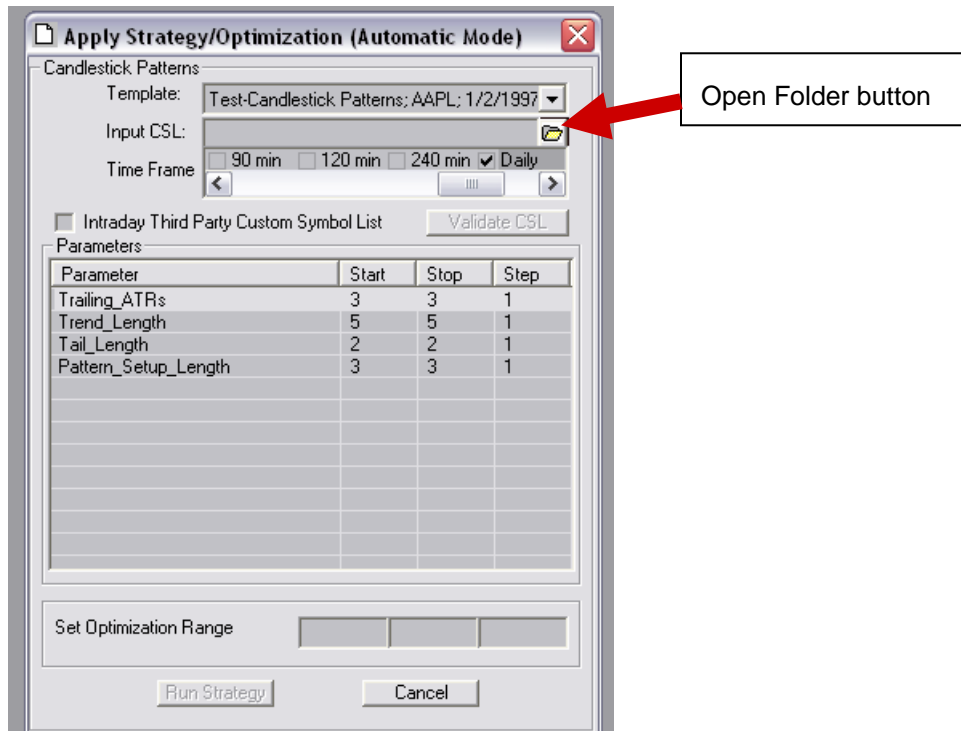 Apply Strategy/Optimization (Automatic Mode)
Candlestick Patterns
Template: Test-Candlestick Patterns; AAPL; 1/2/1997
Open Folder button
Input CSL:
Time Frame 90 min 120 min 240 min Daily
Intraday Third Party Custom Symbol List Validate CSL
Parameters
Parameter Start Stop Step
Trailing_ATRs 3 3 1
Trend_Length 5 5 1
Tail_Length 2 2 1
Pattern_Setup_Length 3 3 1
Set Optimization Range
Run Strategy Cancel